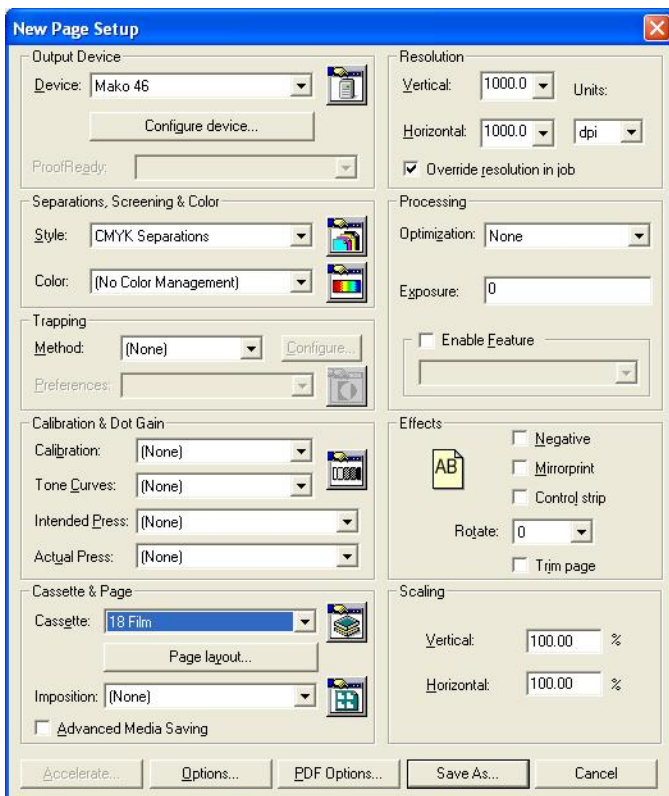 New Page Setup
Output Device
Device: Mako 46
Configure device...
ProofReady:
Resolution
Vertical: 1000.0 Units:
Horizontal: 1000.0 dpi
Override resolution in job
Separations, Screening & Color
Style: CMYK Separations
Color: (No Color Management)
Processing
Optimization: None
Exposure: 0
Enable Feature
Trapping
Method: (None) Configure...
Preferences:
Calibration & Dot Gain
Calibration: (None)
Tone Curves: (None)
Intended Press: (None)
Actual Press: (None)
Effects
AB
Negative
Mirrorprint
Control strip
Rotate: 0
Trim page
Cassette & Page
Cassette: 18 Film
Page layout...
Imposition: (None)
Advanced Media Saving
Scaling
Vertical: 100.00 %
Horizontal: 100.00 %
Accelerate... Options... PDF Options... Save As... Cancel